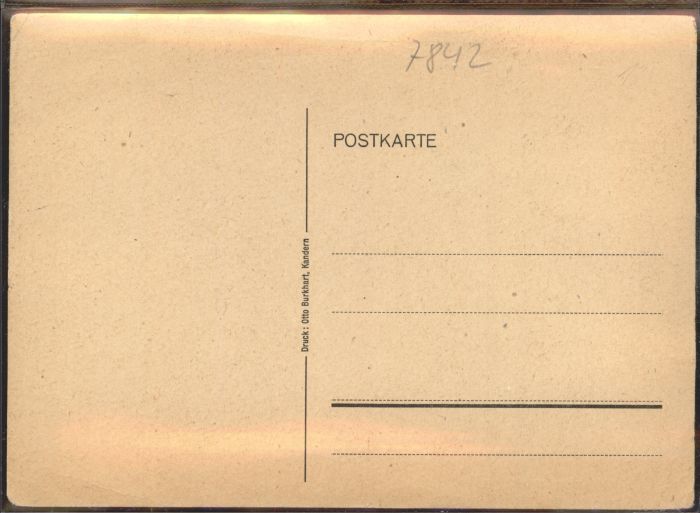 7842
POSTKARTE
Druck: Otto Burkhart, Kandern